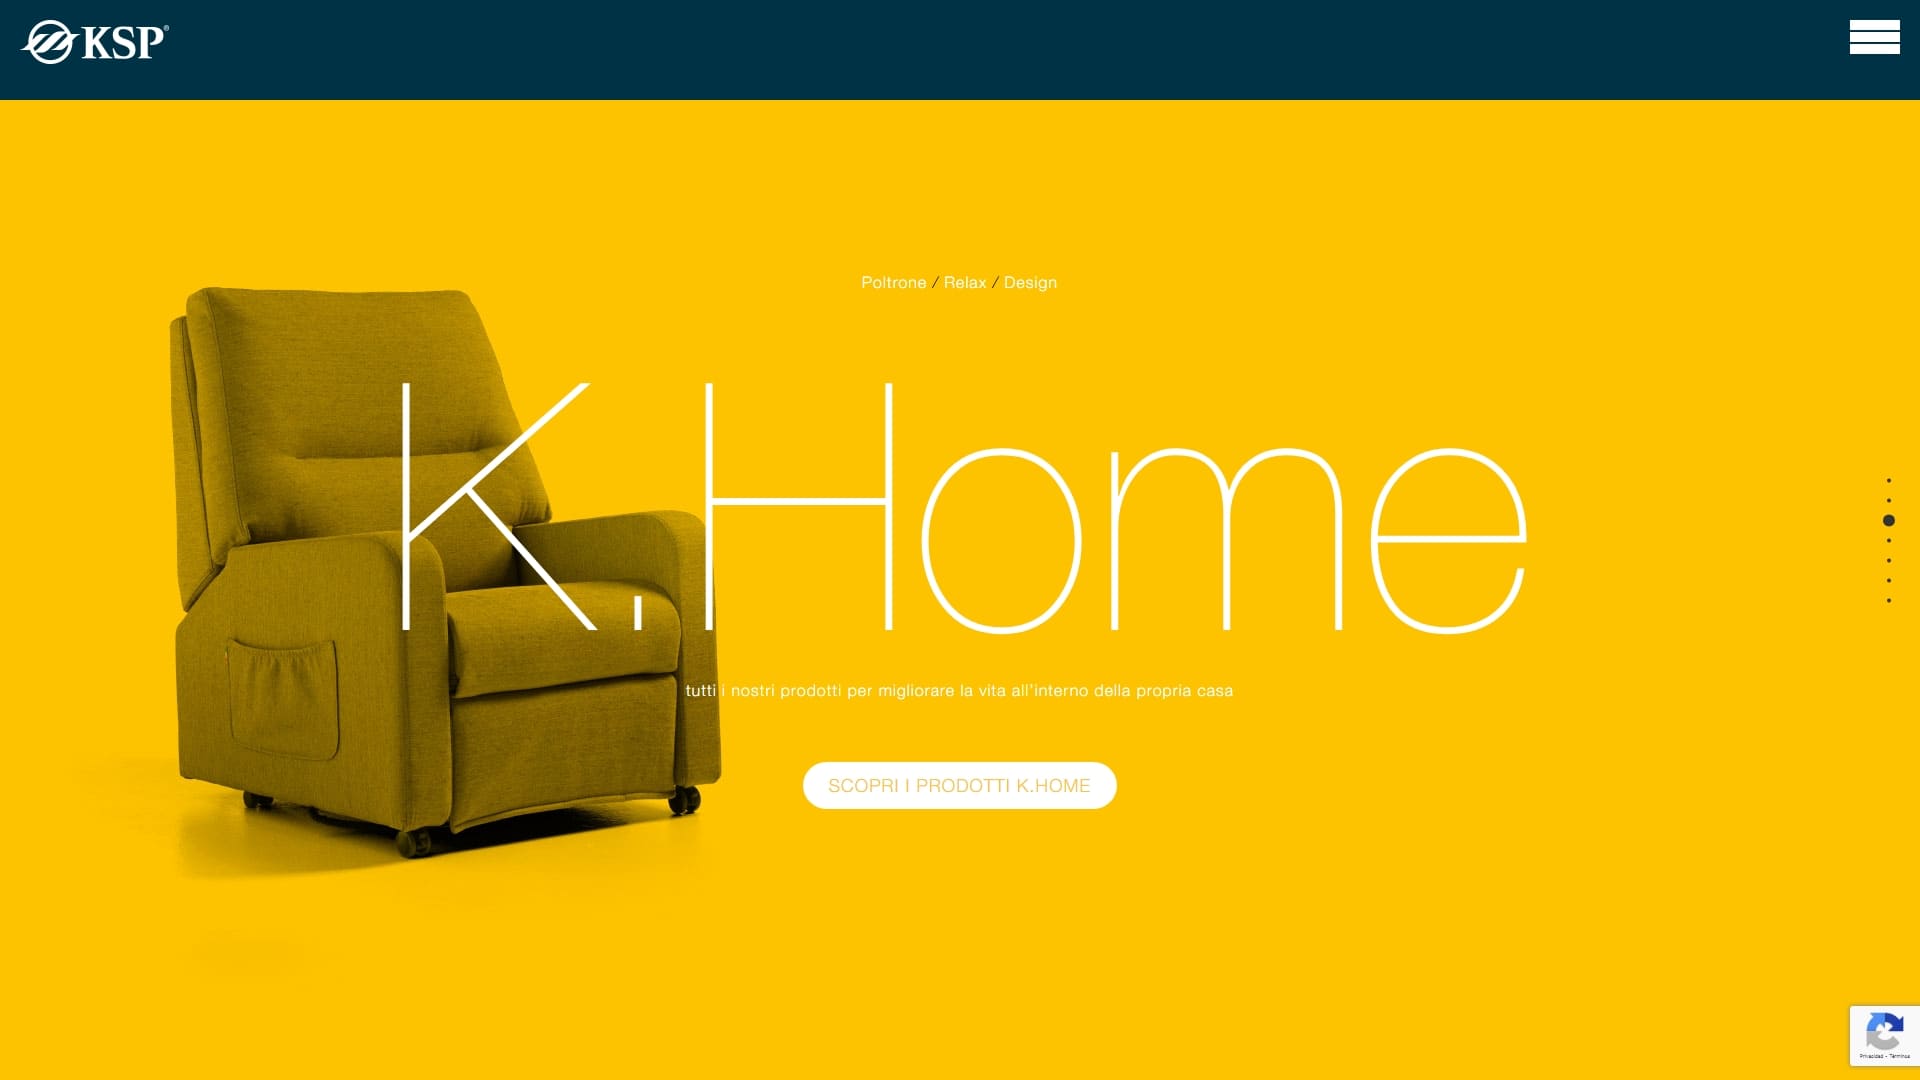 KSP®
Poltrone / Relax / Design
K.Home
tutti i nostri prodotti per migliorare la vita all'interno della propria casa
SCOPRI I PRODOTTI K.HOME
Privacidad - Términos